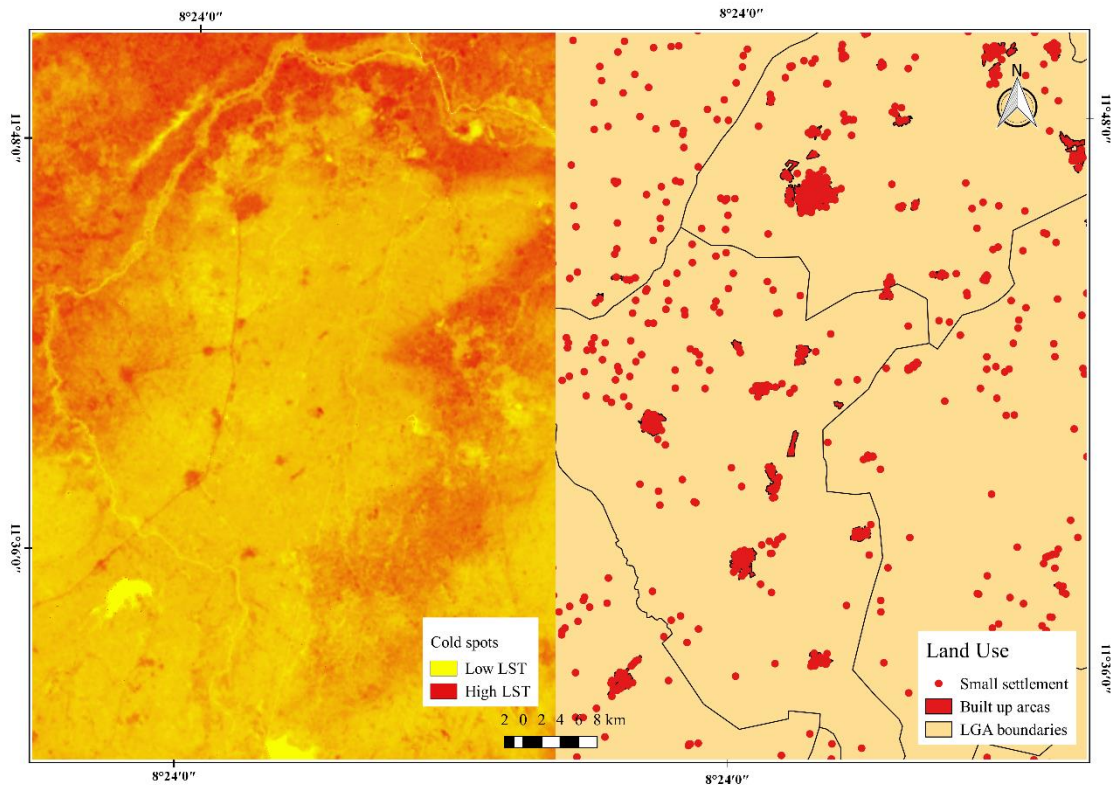 8°24′0″ 8°24′0″
N
11°48′0″ 11°48′0″
11°36′0″ 11°36′0″
Cold spots
Low LST
High LST
Land Use
Small settlement
Built up areas
LGA boundaries
2 0 2 4 6 8 km
8°24′0″ 8°24′0″